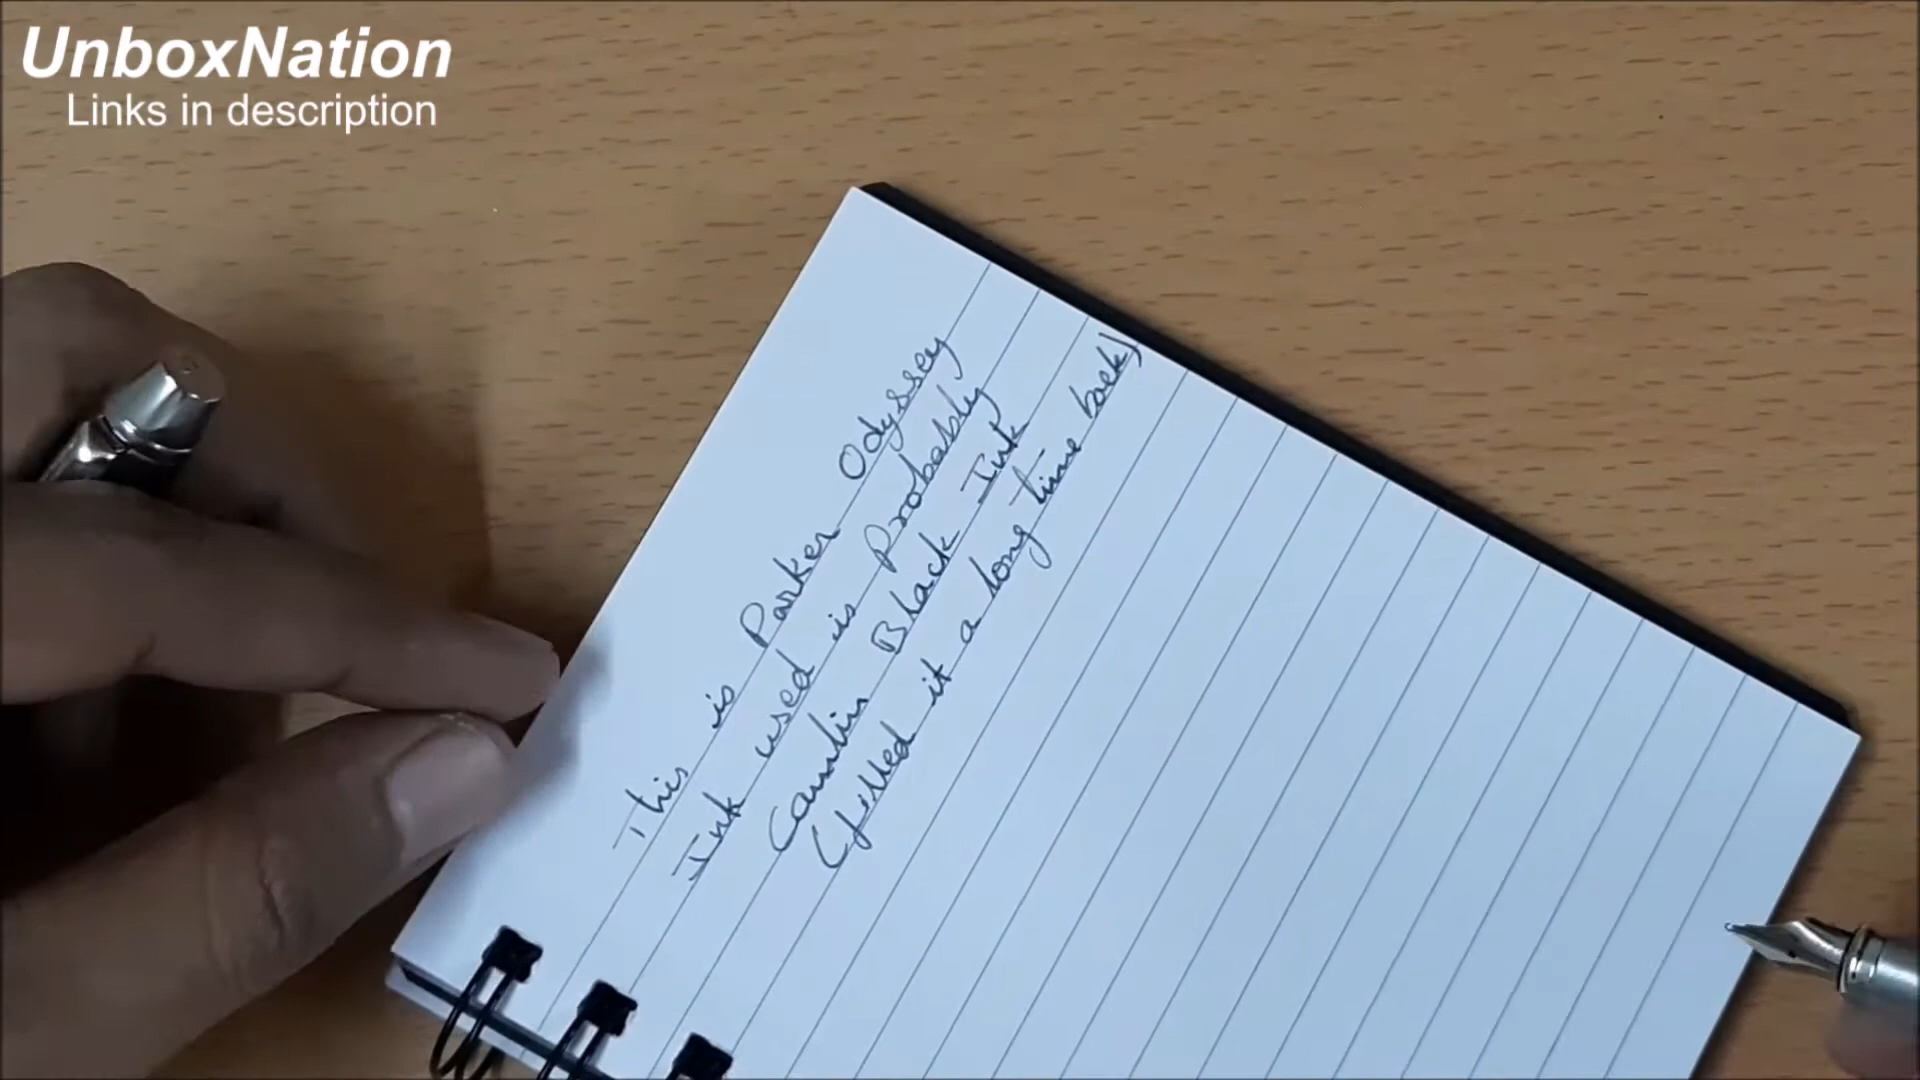 UnboxNation
Links in description
This is Parker Odyssey
Ink used is Probably
Camlin Black Ink
(filled it a long time back)